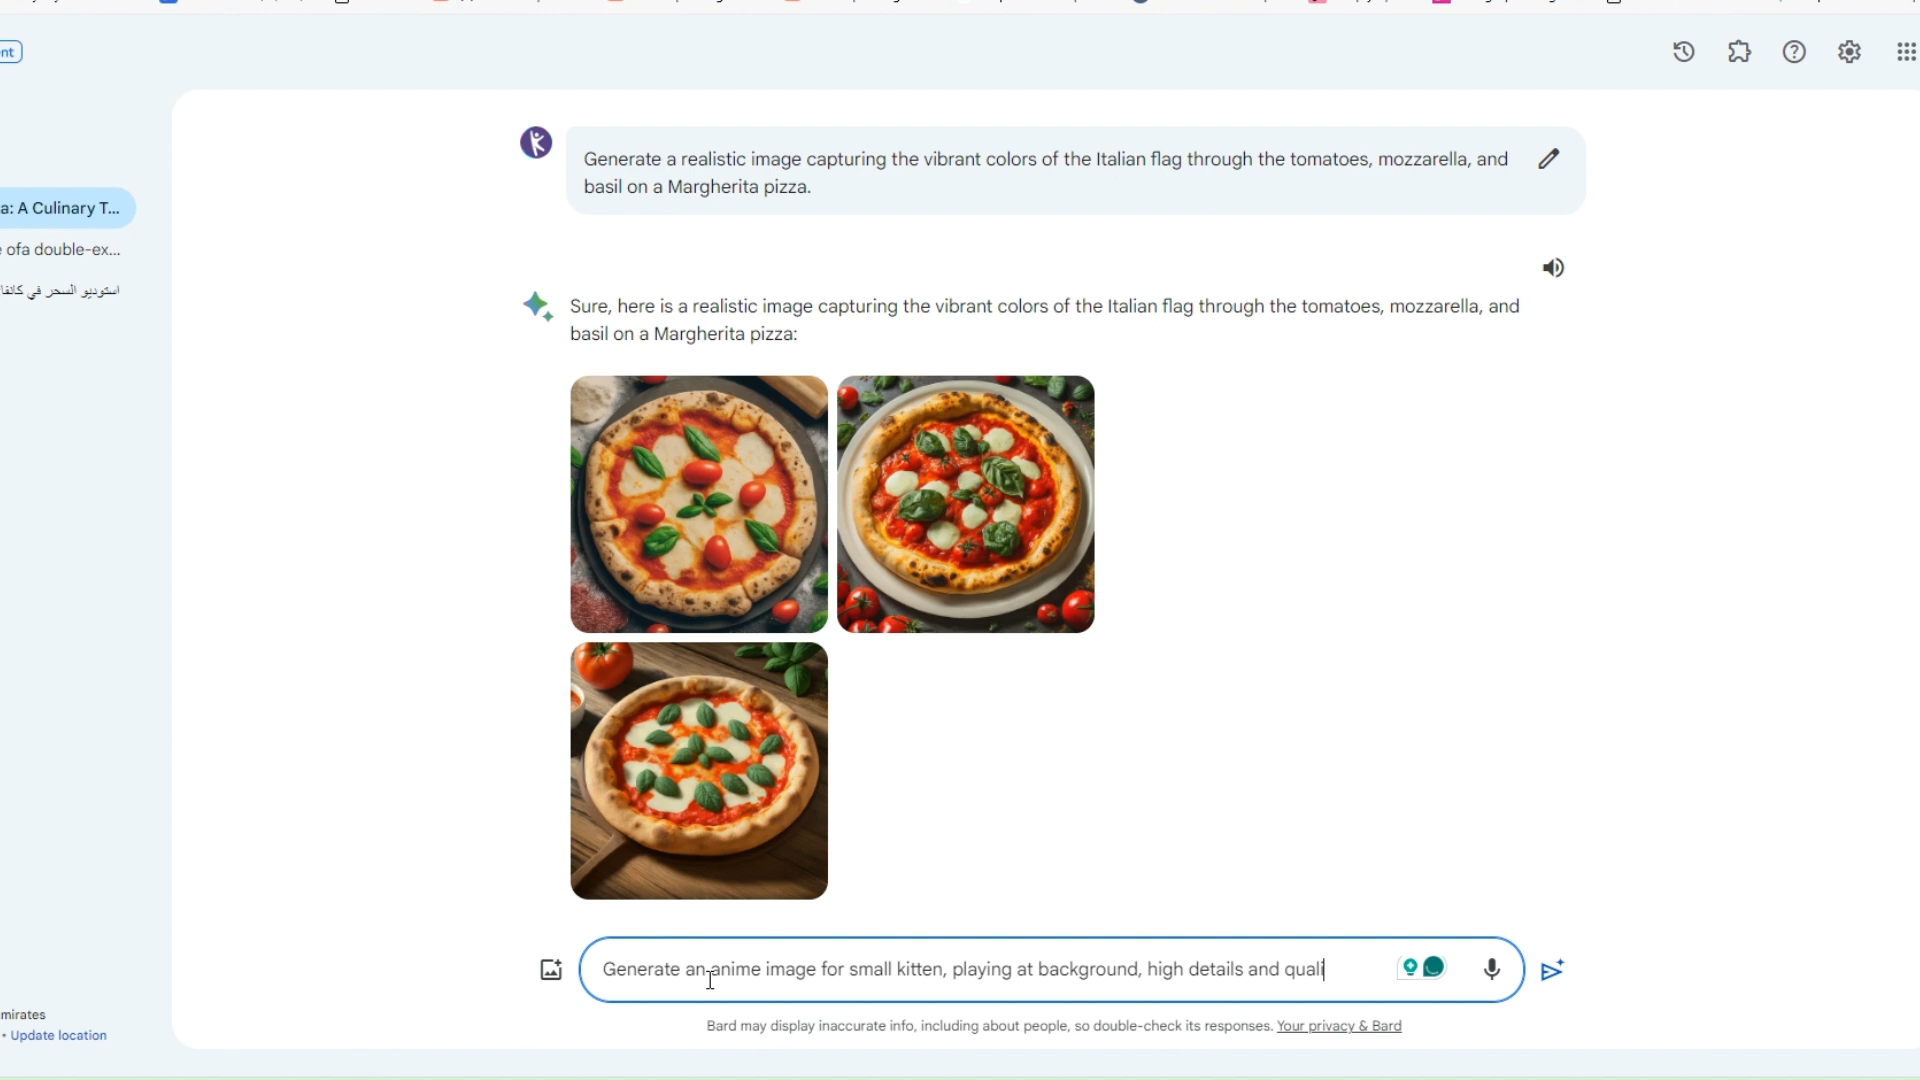 nt
Generate a realistic image capturing the vibrant colors of the Italian flag through the tomatoes, mozzarella, and
basil on a Margherita pizza.
a: A Culinary T...
e ofa double-ex...
استوديو السحر في كانفا
Sure, here is a realistic image capturing the vibrant colors of the Italian flag through the tomatoes, mozzarella, and
basil on a Margherita pizza:
Generate an anime image for small kitten, playing at background, high details and quali
mirates
• Update location
Bard may display inaccurate info, including about people, so double-check its responses. Your privacy & Bard